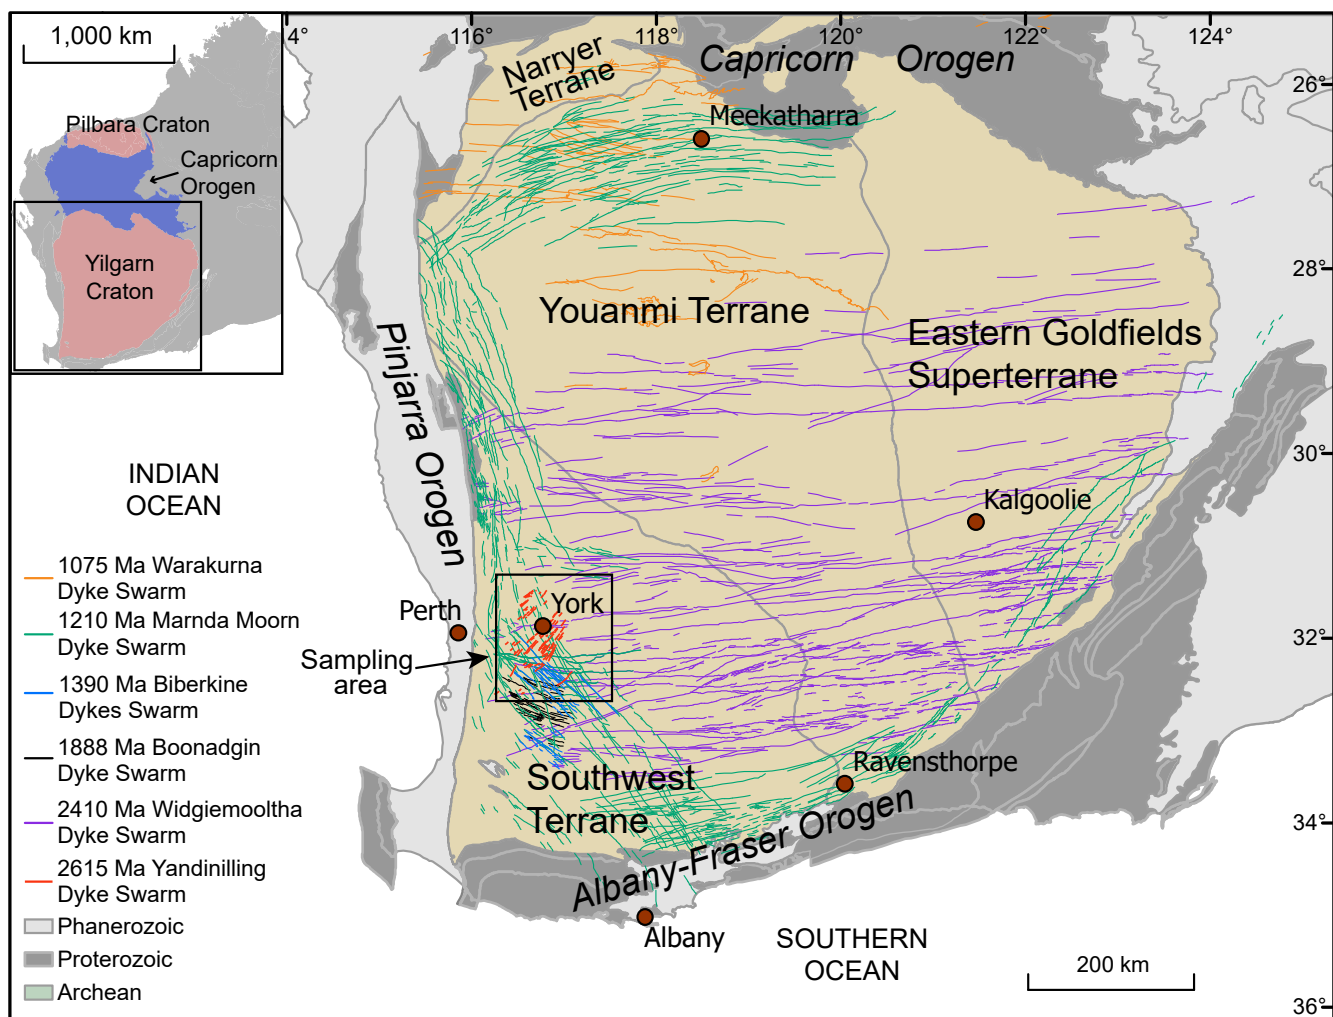 1,000 km
Pilbara Craton
Capricorn
Orogen
Yilgarn
Craton
4°
116°
118°
120°
122°
124°
26°
28°
30°
32°
34°
36°
Narryer
Terrane
Capricorn Orogen
Meekatharra
Youanmi Terrane
Eastern Goldfields
Superterrane
Pinjarra Orogen
Kalgoolie
Perth
York
Sampling
area
Southwest
Terrane
Ravensthorpe
Albany-Fraser Orogen
Albany
INDIAN
OCEAN
SOUTHERN
OCEAN
200 km
1075 Ma Warakurna
Dyke Swarm
1210 Ma Marnda Moorn
Dyke Swarm
1390 Ma Biberkine
Dykes Swarm
1888 Ma Boonadgin
Dyke Swarm
2410 Ma Widgiemooltha
Dyke Swarm
2615 Ma Yandinilling
Dyke Swarm
Phanerozoic
Proterozoic
Archean